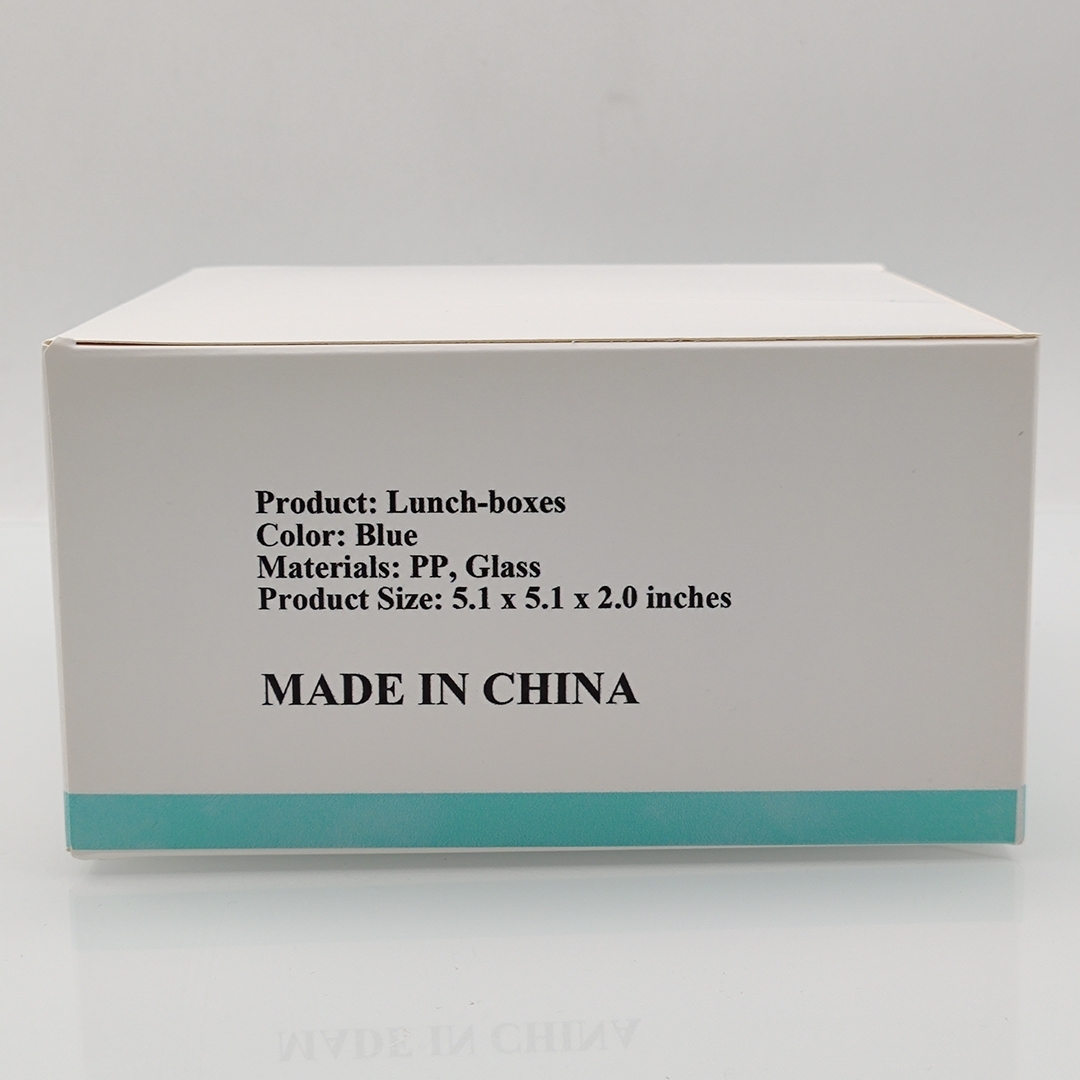 Product: Lunch-boxes
Color: Blue
Materials: PP, Glass
Product Size: 5.1 x 5.1 x 2.0 inches
MADE IN CHINA